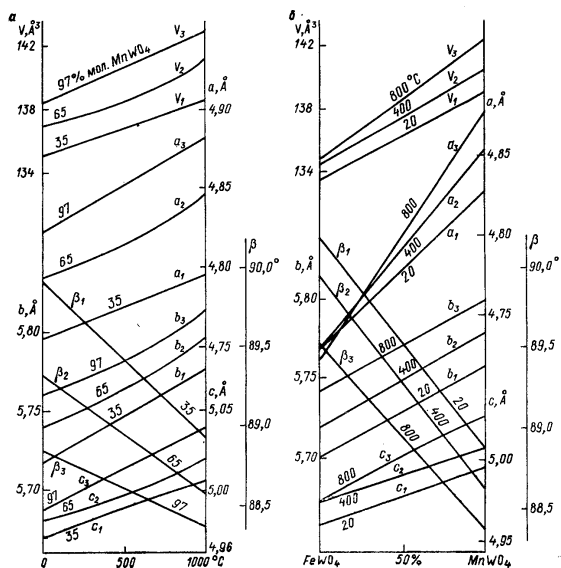 а
V, Å³
142
138
134
b, Å
5,80
5,75
5,70
97% мол. MnWO₄
V₃
65
V₂
35
V₁
a, Å
4,90
97
a₃
4,85
65
a₂
β
4,80
90,0°
β₁
35
a₁
b₃
4,75
89,5
β₂
97
b₂
65
b₁
c, Å
35
5,05
89,0
35
β₃
65
97
c₃
65
c₂
5,00
88,5
35
c₁
97
4,96
0
500
1000
°C
б
V, Å³
142
138
134
b, Å
5,80
5,75
5,70
V₃
800 °C
V₂
400
V₁
a, Å
20
4,90
a₃
4,85
800
a₂
β
400
a₁
4,80
β₁
20
90,0°
β₂
b₃
4,75
β₃
800
b₂
89,5
400
b₁
c, Å
20
20
5,05
400
89,0
800
c₃
800
c₂
5,00
400
c₁
88,5
20
4,95
FeWO₄
50%
MnWO₄